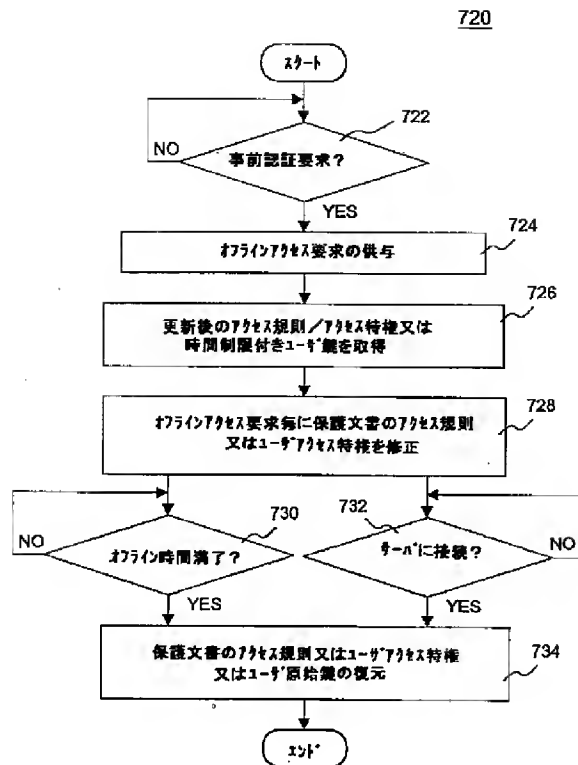 720
スタート
722
NO
事前認証要求？
YES
724
オフラインアクセス要求の供与
726
更新後のアクセス規則／アクセス特権又は
時間制限付きユーザ鍵を取得
728
オフラインアクセス要求毎に保護文書のアクセス規則
又はユーザアクセス特権を修正
730
732
NO
オフライン時間満了？
サーバに接続？
NO
YES
YES
734
保護文書のアクセス規則又はユーザアクセス特権
又はユーザ原始鍵の復元
エンド